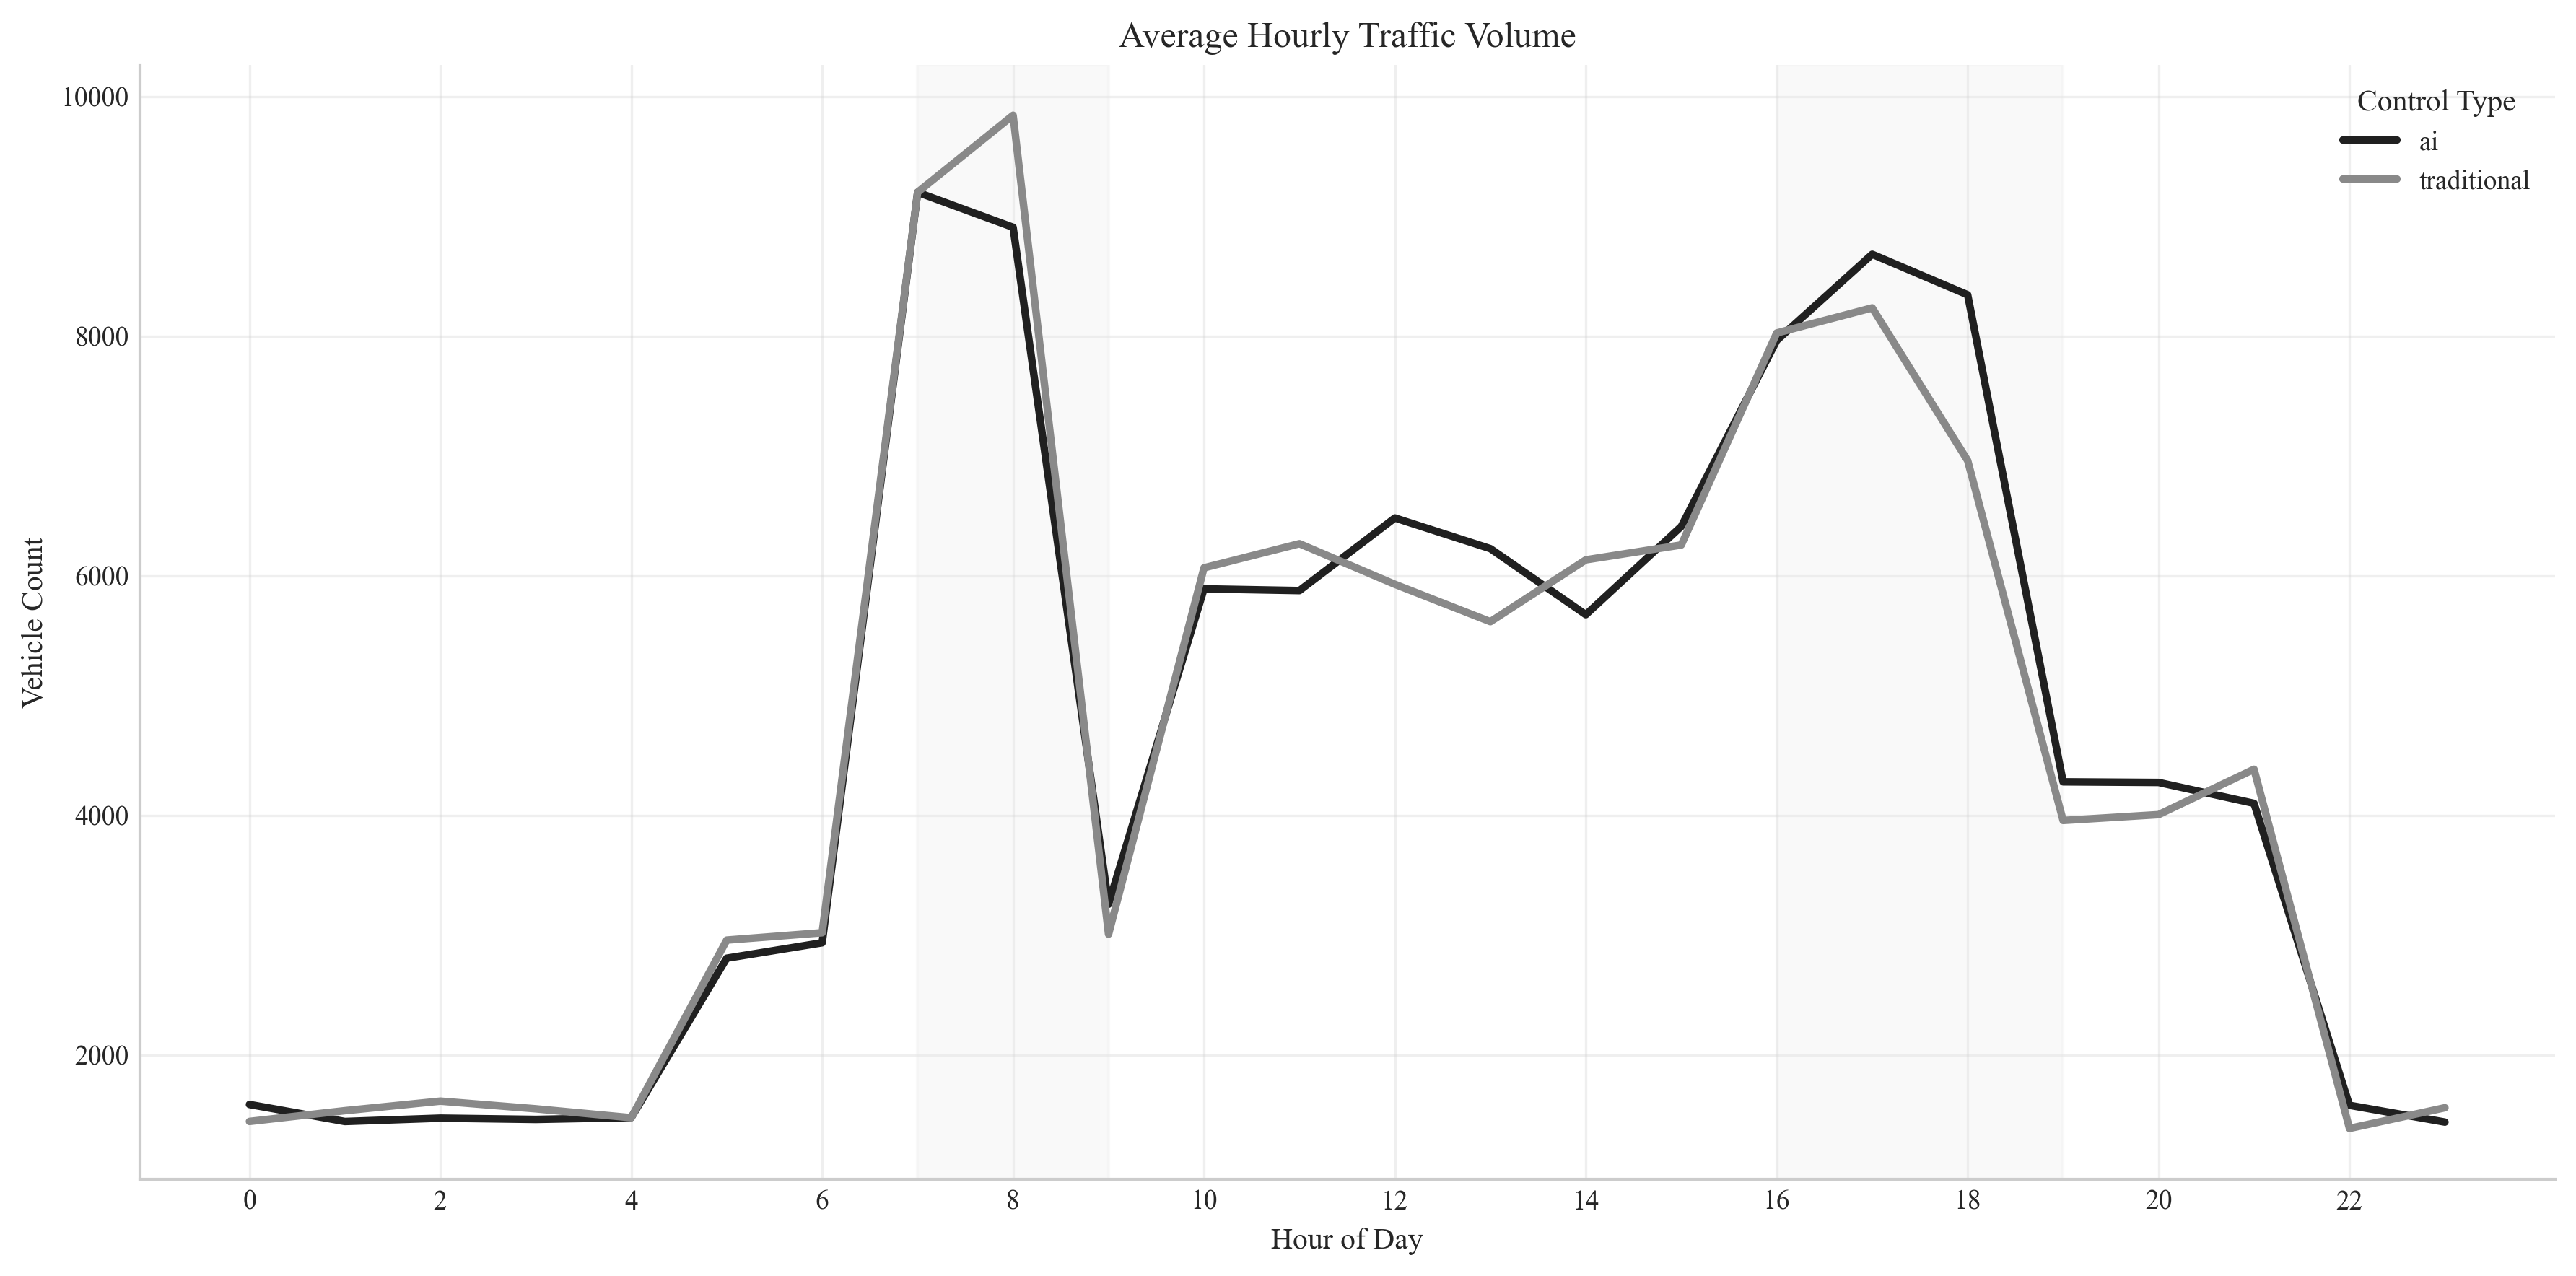 Average Hourly Traffic Volume
Control Type
ai
traditional
10000
8000
6000
4000
2000
Vehicle Count
0 2 4 6 8 10 12 14 16 18 20 22
Hour of Day